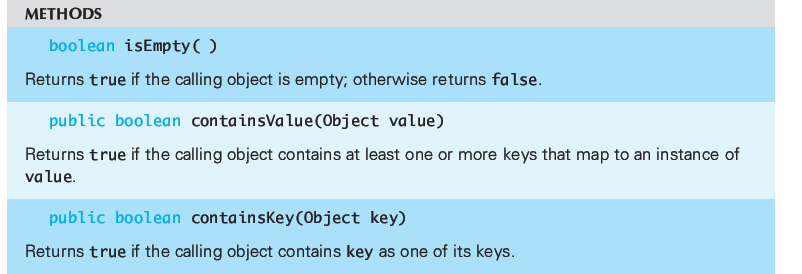 METHODS
boolean isEmpty( )
Returns true if the calling object is empty; otherwise returns false.
public boolean containsValue(Object value)
Returns true if the calling object contains at least one or more keys that map to an instance of
value.
public boolean containsKey(Object key)
Returns true if the calling object contains key as one of its keys.